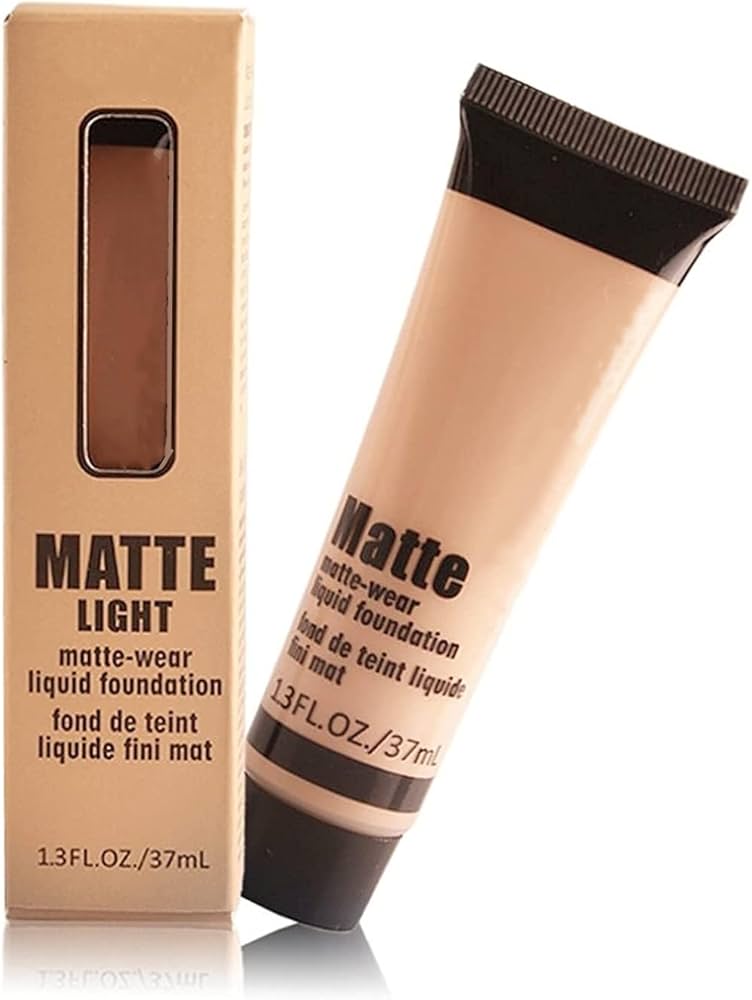 MATTE
LIGHT
matte-wear
liquid foundation
fond de teint
liquide fini mat
1.3FL.OZ./37mL
Matte
matte-wear
liquid foundation
fond de teint liquide
fini mat
1.3FL.OZ./37mL